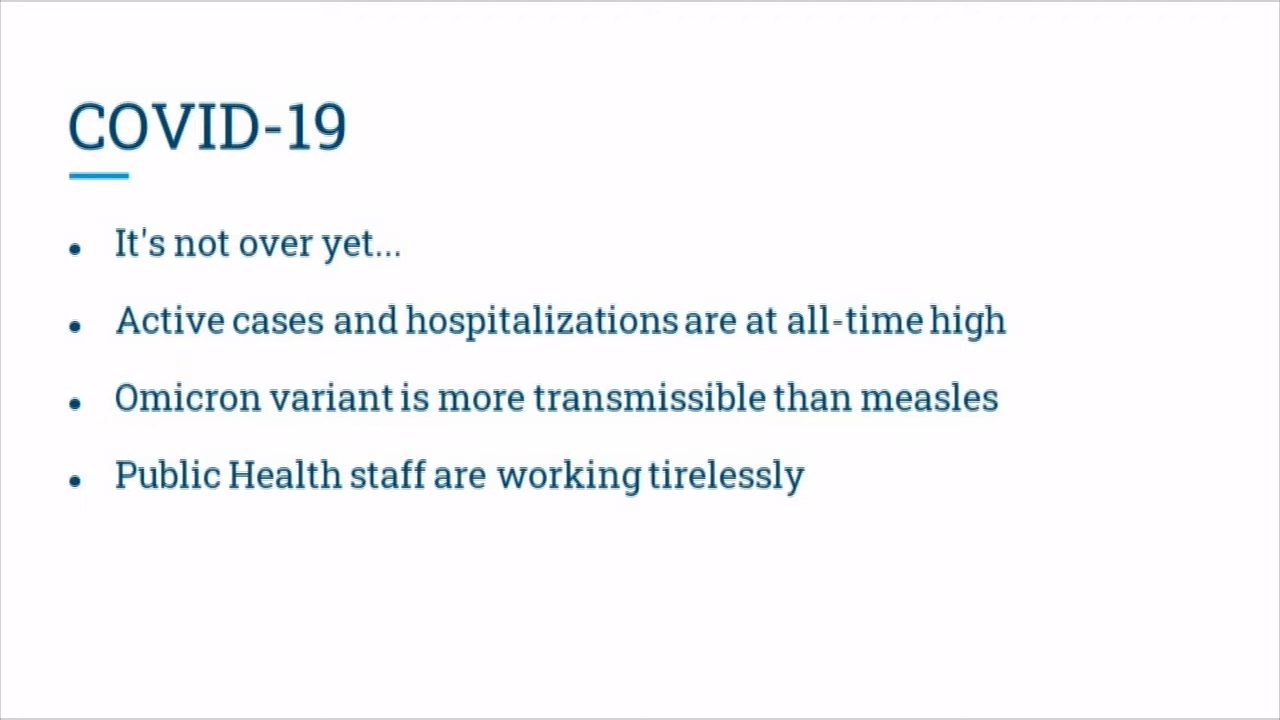 COVID-19
• It's not over yet...
• Active cases and hospitalizations are at all-time high
• Omicron variant is more transmissible than measles
• Public Health staff are working tirelessly